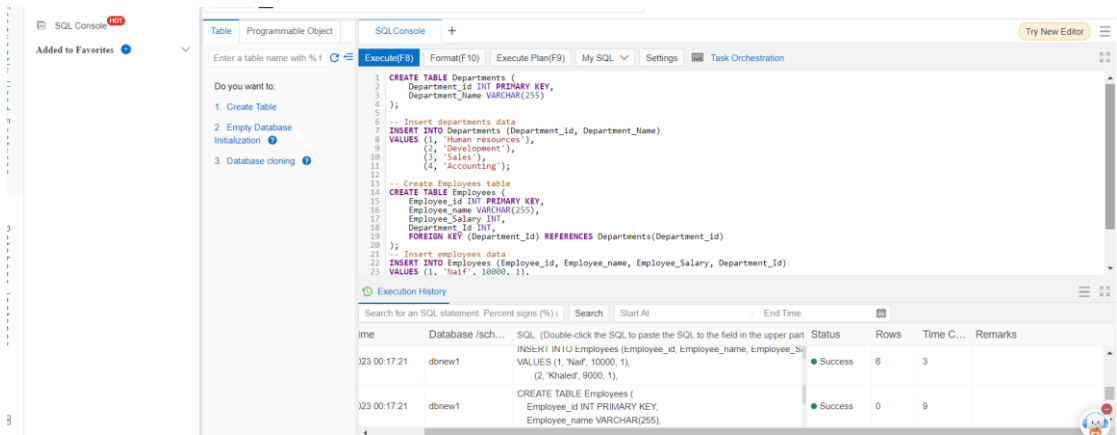 SQL Console HOT
Added to Favorites
Table Programmable Object
Enter a table name with % f
Do you want to:
1. Create Table
2. Empty Database
Initialization
3. Database cloning
SQLConsole +
Try New Editor
Execute(F8) Format(F10) Execute Plan(F9) My SQL Settings Task Orchestration
1 CREATE TABLE Departments (
2 Department_id INT PRIMARY KEY,
3 Department_Name VARCHAR(255)
4 );
5
6 -- Insert departments data
7 INSERT INTO Departments (Department_id, Department_Name)
8 VALUES (1, 'Human resources'),
9 (2, 'Development'),
10 (3, 'Sales'),
11 (4, 'Accounting');
12
13 -- Create Employees table
14 CREATE TABLE Employees (
15 Employee_id INT PRIMARY KEY,
16 Employee_name VARCHAR(255),
17 Employee_Salary INT,
18 Department_Id INT,
19 FOREIGN KEY (Department_Id) REFERENCES Departments(Department_id)
20 );
21 -- Insert employees data
22 INSERT INTO Employees (Employee_id, Employee_name, Employee_Salary, Department_Id)
23 VALUES (1, 'Naif', 10000, 1),
Execution History
Search for an SQL statement. Percent signs (%) Search Start At - End Time
ime Database /sch... SQL (Double-click the SQL to paste the SQL to the field in the upper part Status Rows Time C... Remarks
INSERT INTO Employees (Employee_id, Employee_name, Employee_Sa
023 00:17:21 dbnew1 VALUES (1, 'Naif', 10000, 1), Success 6 3
(2, 'Khaled', 9000, 1),
CREATE TABLE Employees (
023 00:17:21 dbnew1 Employee_id INT PRIMARY KEY, Success 0 9
Employee_name VARCHAR(255),